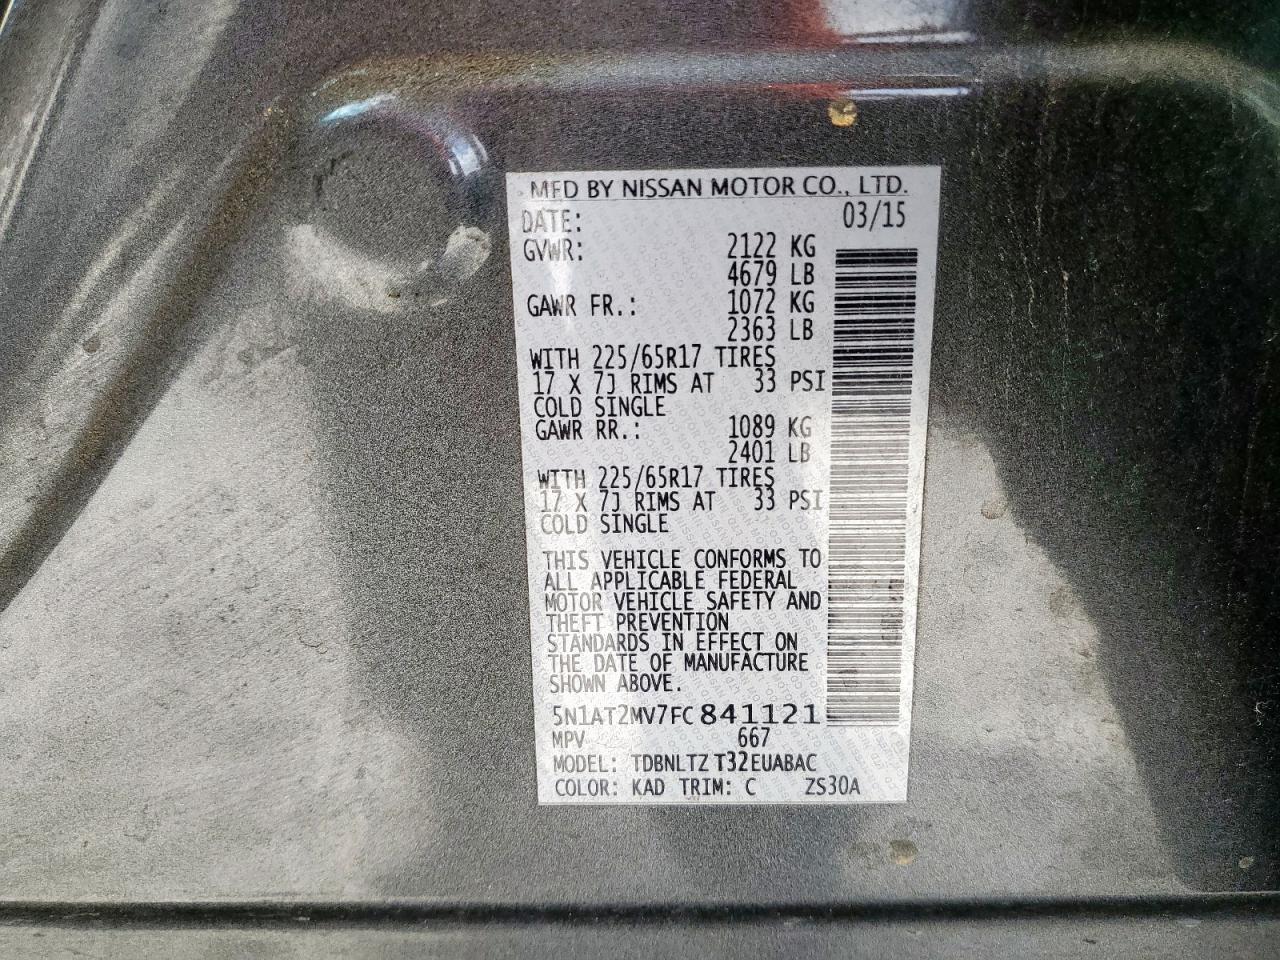 MFD BY NISSAN MOTOR CO., LTD.
DATE: 03/15
GVWR: 2122 KG
4679 LB
GAWR FR.: 1072 KG
2363 LB
WITH 225/65R17 TIRES
17 X 7J RIMS AT 33 PSI
COLD SINGLE
GAWR RR.: 1089 KG
2401 LB
WITH 225/65R17 TIRES
17 X 7J RIMS AT 33 PSI
COLD SINGLE
THIS VEHICLE CONFORMS TO
ALL APPLICABLE FEDERAL
MOTOR VEHICLE SAFETY AND
THEFT PREVENTION
STANDARDS IN EFFECT ON
THE DATE OF MANUFACTURE
SHOWN ABOVE.
5N1AT2MV7FC841121
MPV 667
MODEL: TDBNLTZ T32EUABAC
COLOR: KAD TRIM: C ZS30A